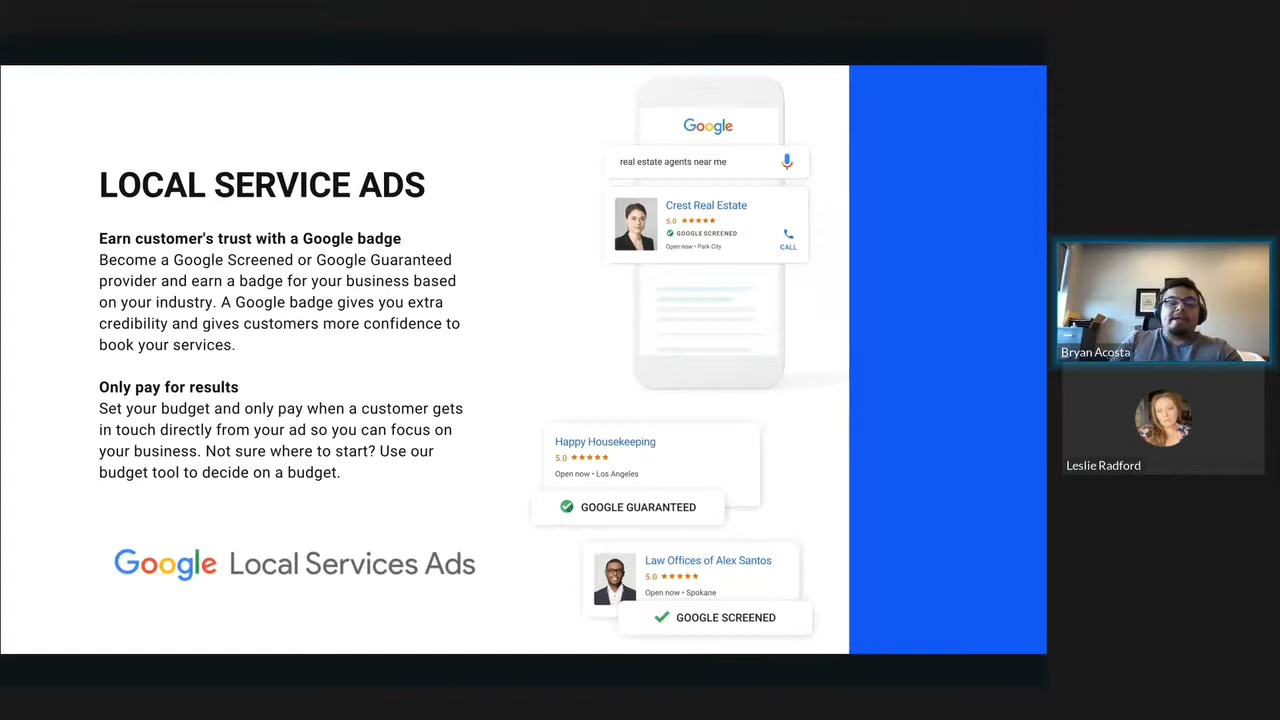 LOCAL SERVICE ADS
Earn customer's trust with a Google badge
Become a Google Screened or Google Guaranteed
provider and earn a badge for your business based
on your industry. A Google badge gives you extra
credibility and gives customers more confidence to
book your services.
Only pay for results
Set your budget and only pay when a customer gets
in touch directly from your ad so you can focus on
your business. Not sure where to start? Use our
budget tool to decide on a budget.
Google Local Services Ads
Google
real estate agents near me
Crest Real Estate
5.0
GOOGLE SCREENED
Open now • Park City
CALL
Happy Housekeeping
5.0
Open now • Los Angeles
GOOGLE GUARANTEED
Law Offices of Alex Santos
5.0
Open now • Spokane
GOOGLE SCREENED
Bryan Acosta
Leslie Radford